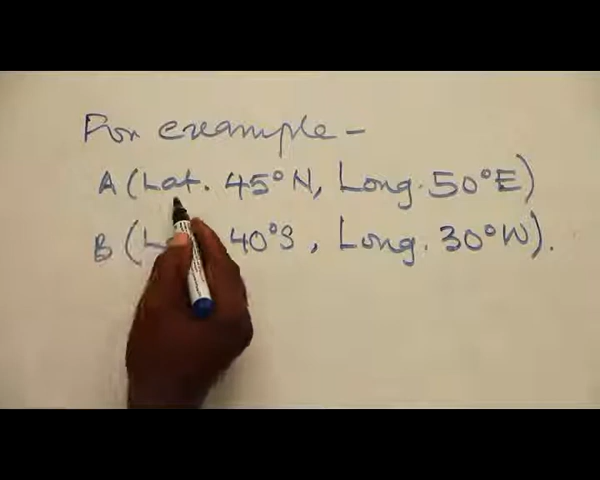 For example -
A (Lat. 45°N, Long. 50°E)
B (L 40°S, Long. 30°W).